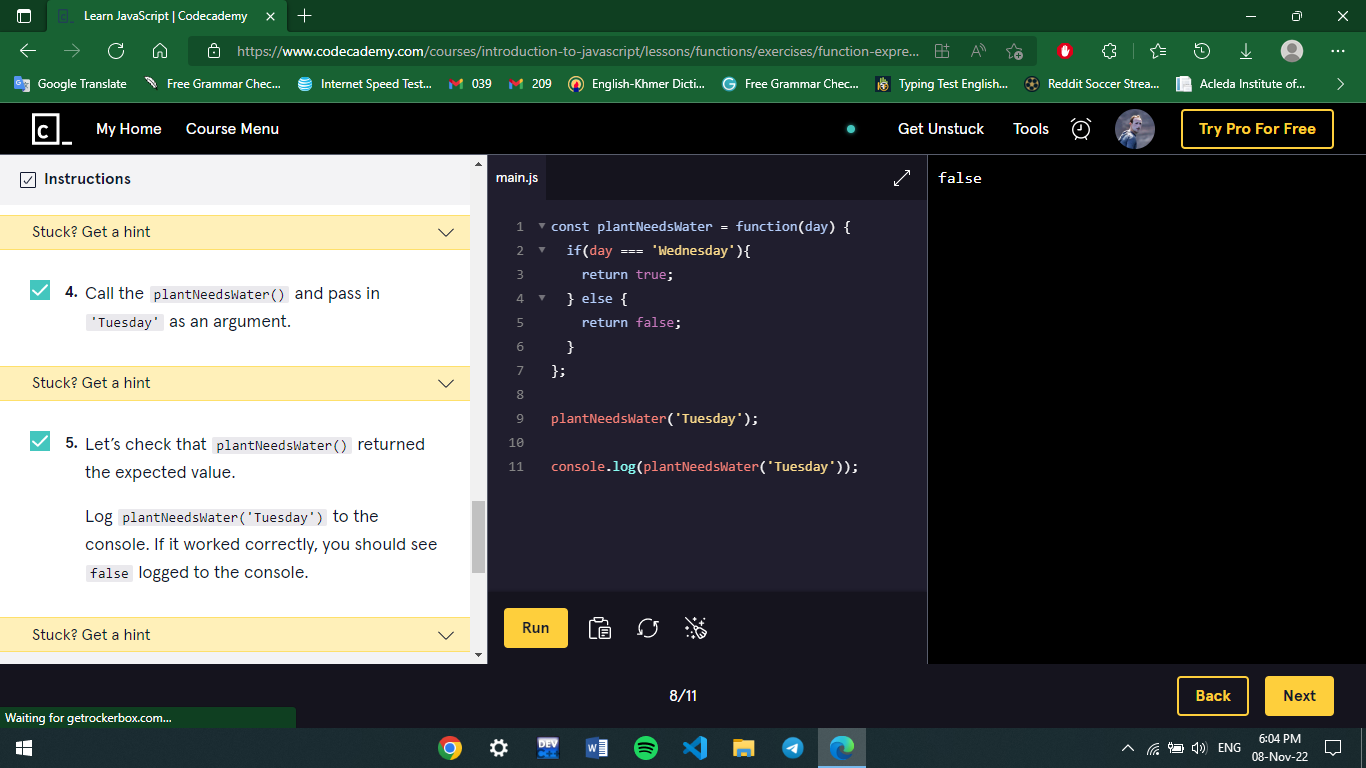 Learn JavaScript | Codecademy
https://www.codecademy.com/courses/introduction-to-javascript/lessons/functions/exercises/function-expre...
Google Translate
Free Grammar Chec...
Internet Speed Test...
039
209
English-Khmer Dicti...
Free Grammar Chec...
Typing Test English...
Reddit Soccer Strea...
Acleda Institute of...
c_
My Home
Course Menu
Get Unstuck
Tools
Try Pro For Free
Instructions
Stuck? Get a hint
4. Call the plantNeedsWater() and pass in
'Tuesday' as an argument.
Stuck? Get a hint
5. Let's check that plantNeedsWater() returned
the expected value.
Log plantNeedsWater('Tuesday') to the
console. If it worked correctly, you should see
false logged to the console.
Stuck? Get a hint
main.js
1 const plantNeedsWater = function(day) {
2 if(day === 'Wednesday'){
3 return true;
4 } else {
5 return false;
6 }
7 };
8
9 plantNeedsWater('Tuesday');
10
11 console.log(plantNeedsWater('Tuesday'));
Run
false
8/11
Back
Next
Waiting for getrockerbox.com...
DEV
W
ENG
6:04 PM
08-Nov-22